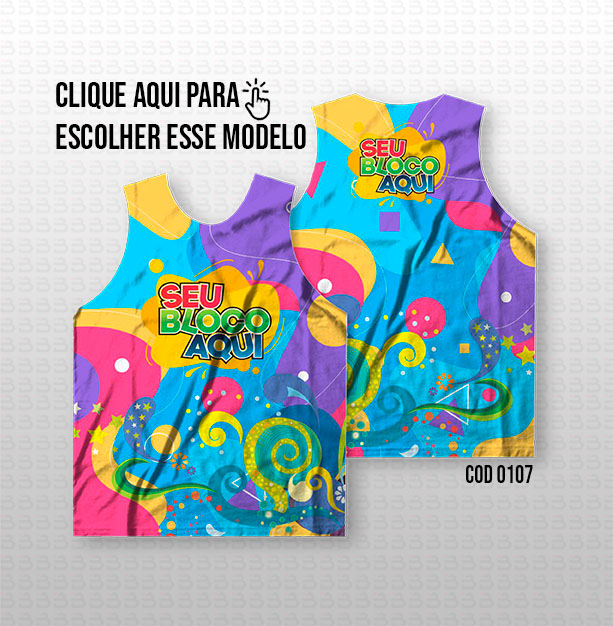 CLIQUE AQUI PARA
ESCOLHER ESSE MODELO
SEU
BLOCO
AQUI
SEU
BLOCO
AQUI
COD 0107